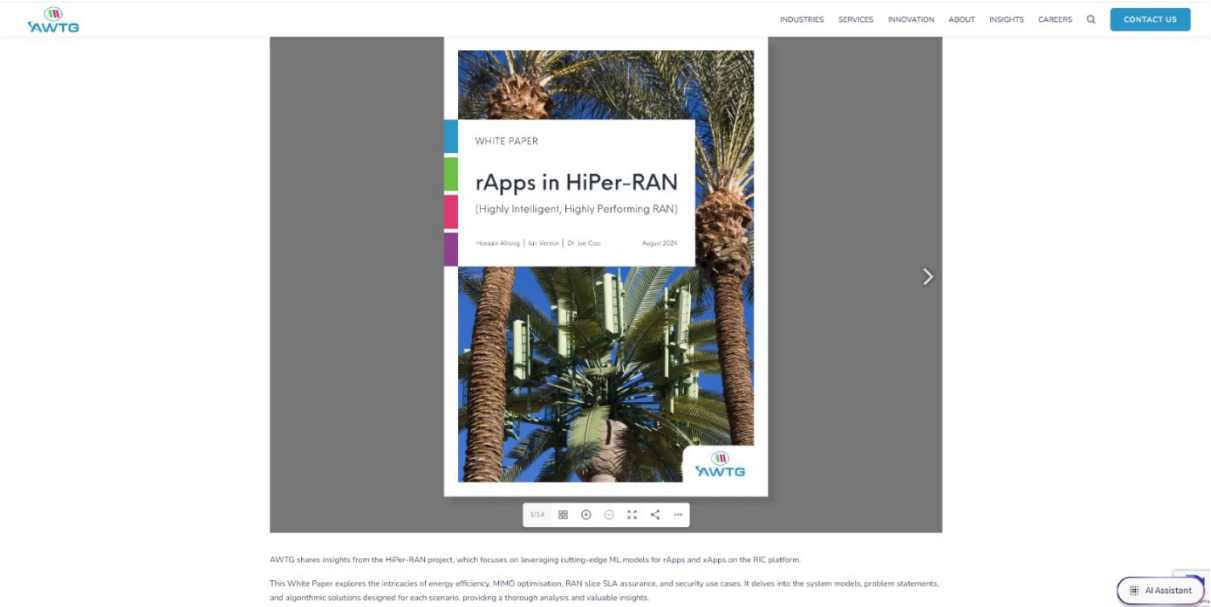 AWTG
INDUSTRIES SERVICES INNOVATION ABOUT INSIGHTS CAREERS CONTACT US
WHITE PAPER
rApps in HiPer-RAN
(Highly Intelligent, Highly Performing RAN)
Hussain Ian Vernon Dr. August 2024
AWTG
1/14
AWTG shares insights from the HiPer-RAN project, which focuses on leveraging cutting-edge ML models for rApps and xApps on the RIC platform.
This White Paper explores the intricacies of energy efficiency, MIMO optimisation, RAN slice SLA assurance, and security use cases. It delves into the system models, problem statements,
and algorithmic solutions designed for each scenario, providing a thorough analysis and valuable insights.
AI Assistant